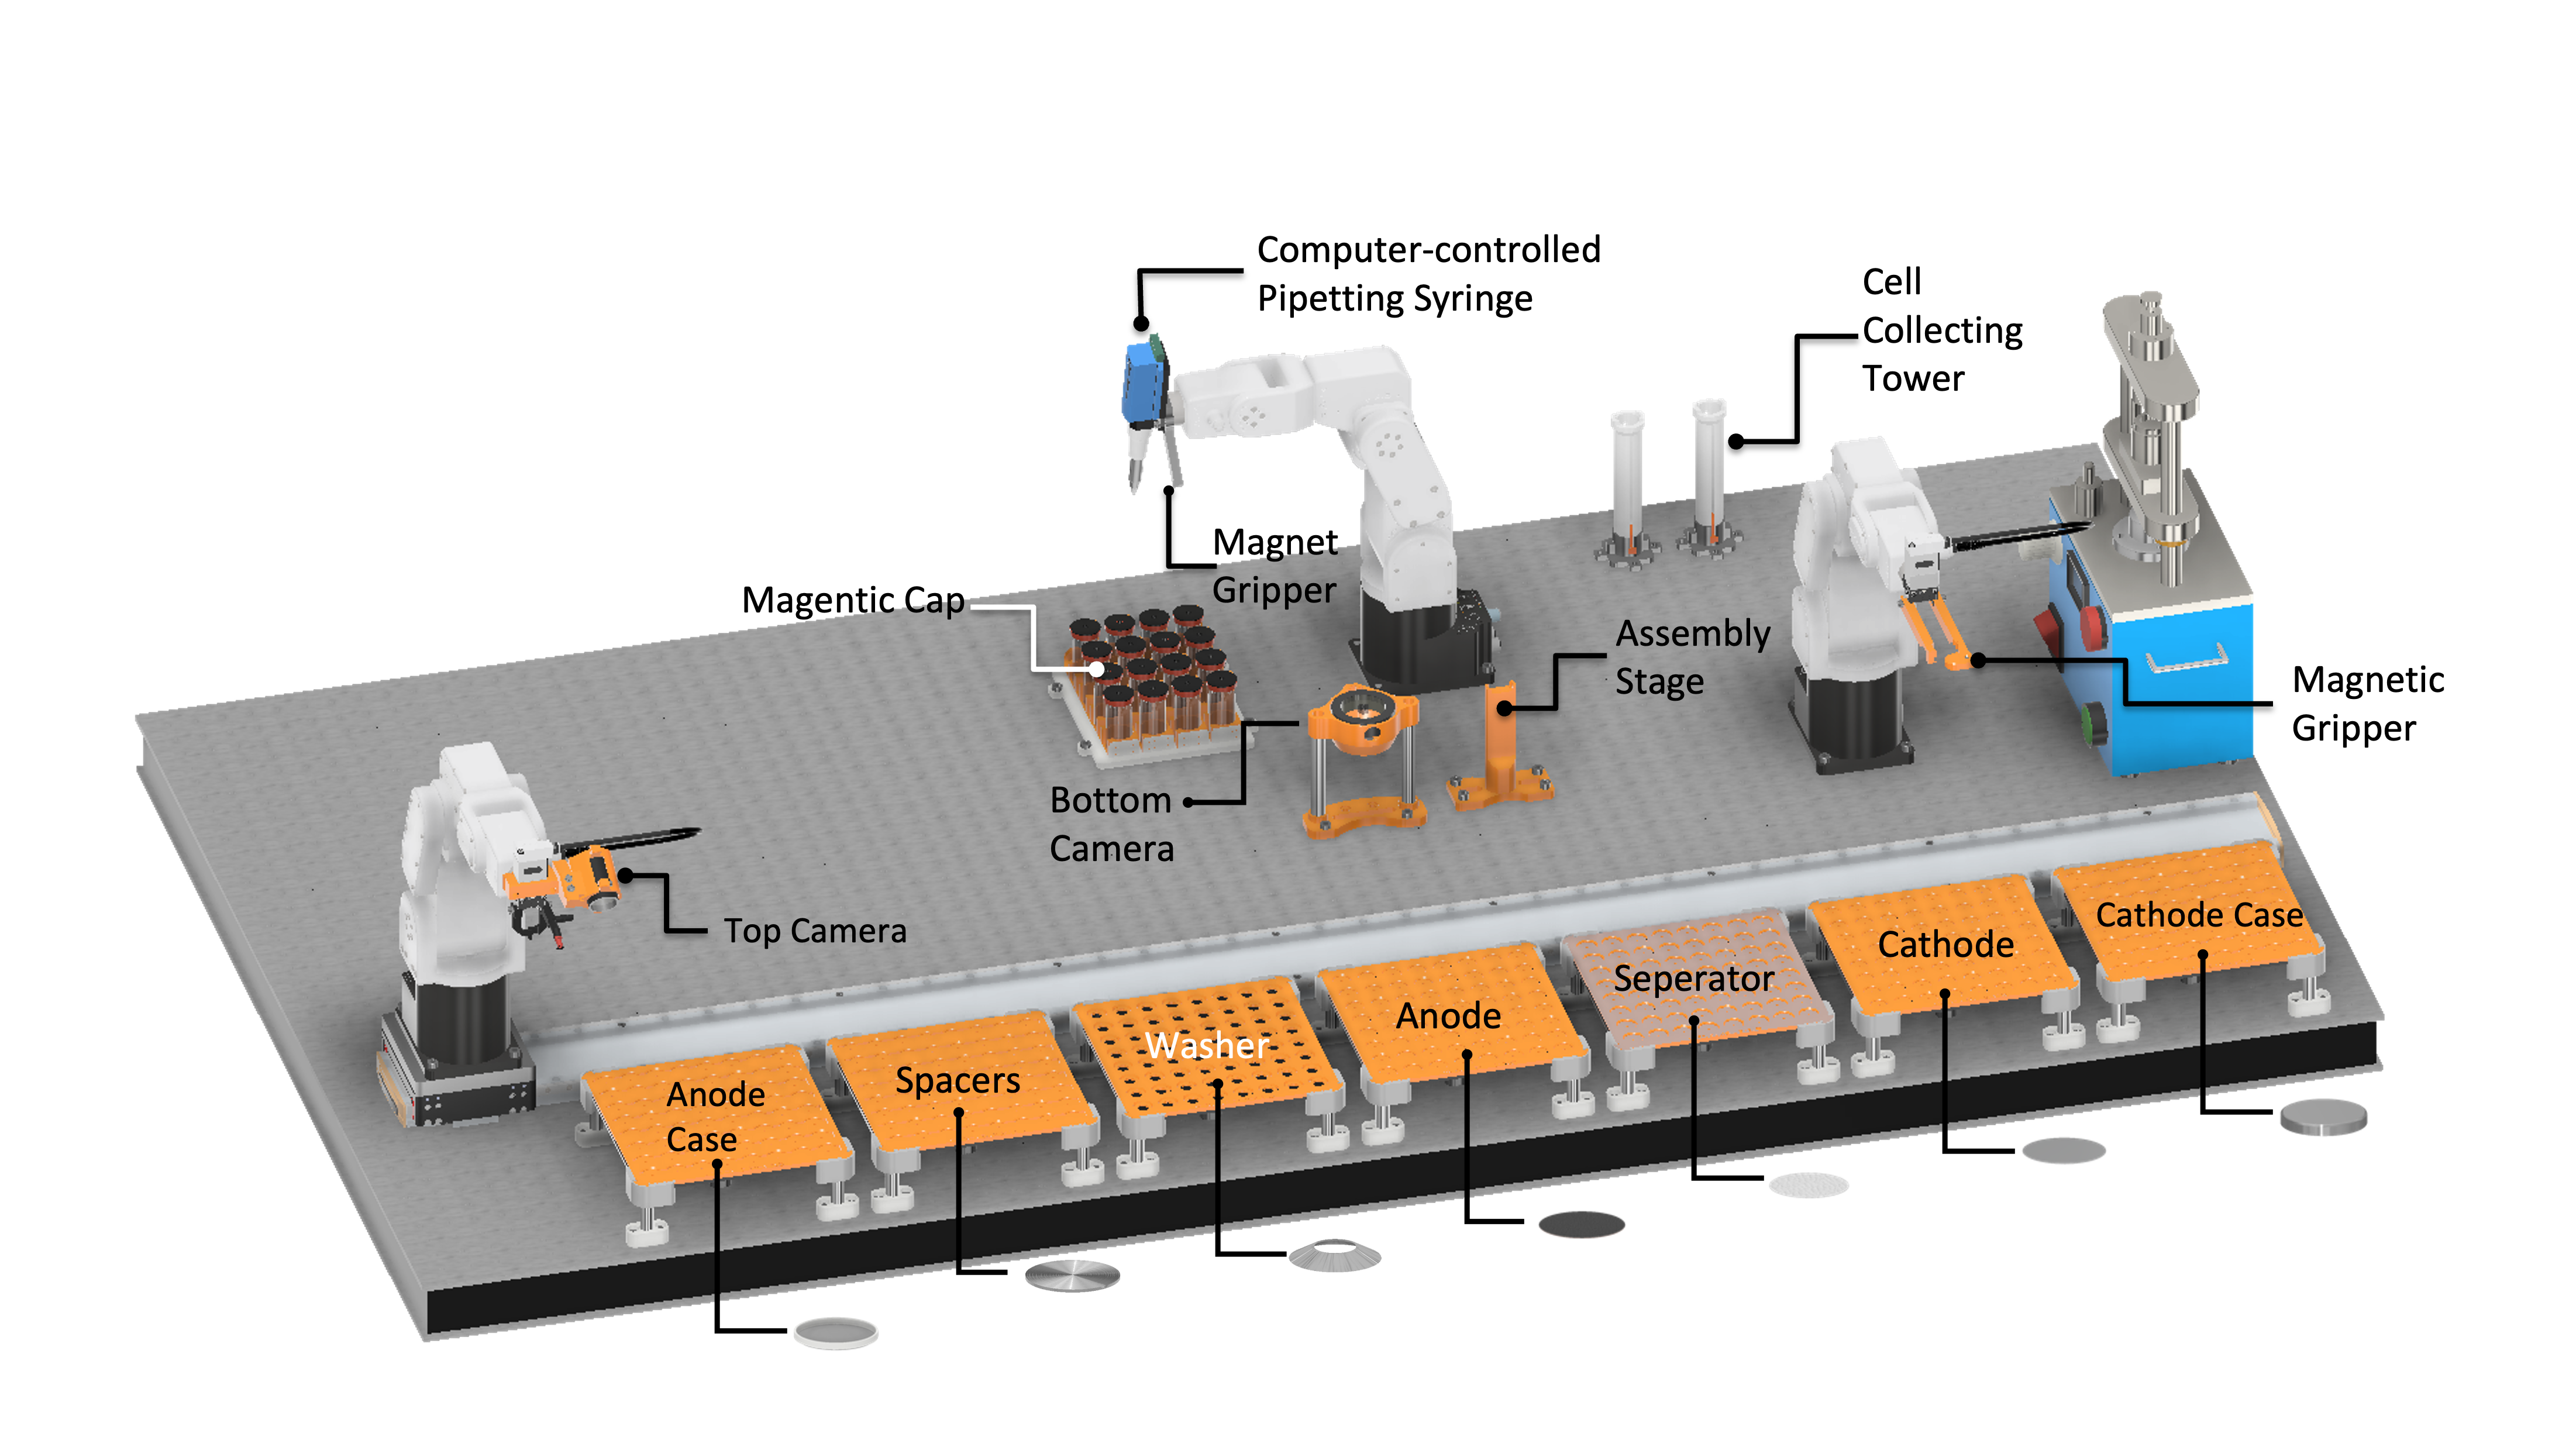 Computer-controlled
Pipetting Syringe
Cell
Collecting
Tower
Magnet
Gripper
Magentic Cap
Assembly
Stage
Magnetic
Gripper
Bottom
Camera
Top Camera
Cathode Case
Cathode
Seperator
Anode
Washer
Spacers
Anode
Case